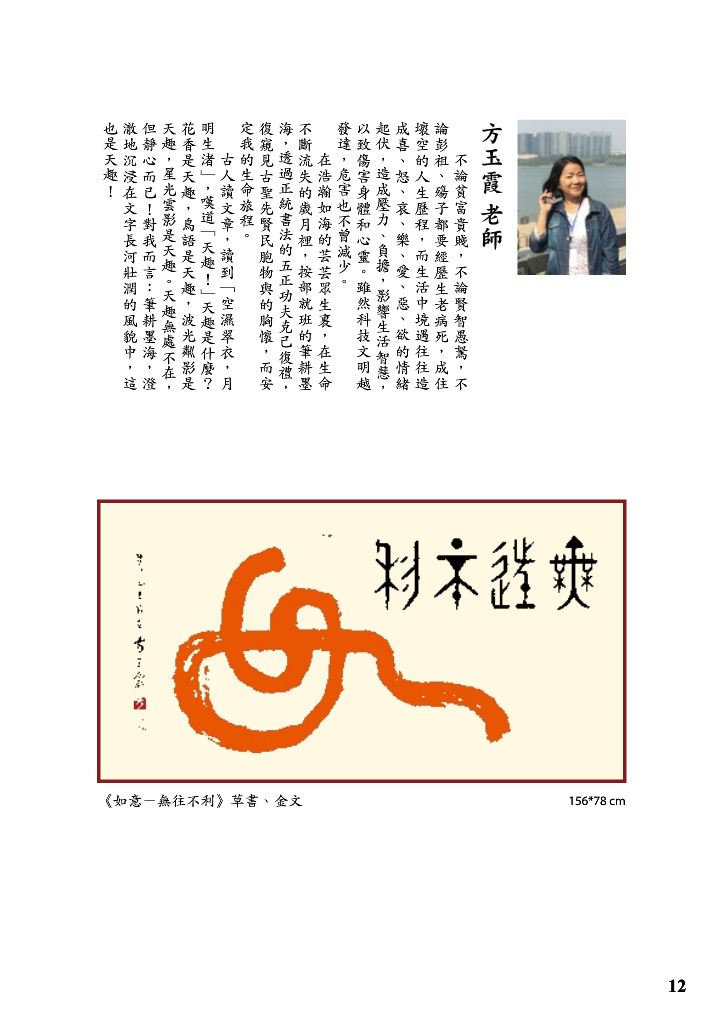 方玉霞 老師
不論貧富貴賤，不論賢智愚駑，不
論彭祖、殤子都要經歷生老病死，成住
壞空的人生歷程，而生活中境遇往往造
成喜、怒、哀、樂、愛、惡、欲的情緒
起伏，造成壓力、負擔，影響生活智慧，
以致傷害身體和心靈。雖然科技文明越
發達，危害也不曾減少。
在浩瀚如海的芸芸眾生裏，在生命
不斷流失的歲月裡，按部就班的筆耕墨
海，透過正統書法的五正功夫克己復禮，
復窺見古聖先賢民胞物與的胸懷，而安
定我的生命旅程。
古人讀文章，讀到「空濕翠衣，月
明生渚」，嘆道「天趣！」天趣是什麼？
花香是天趣，鳥語是天趣，波光粼影是
天趣，星光雲影是天趣。天趣無處不在，
但靜心而已！對我而言：筆耕墨海，澄
澈地沉浸在文字長河壯潤的風貌中，這
也是天趣！
無往不利
《如意－無往不利》草書、金文
156*78 cm
12